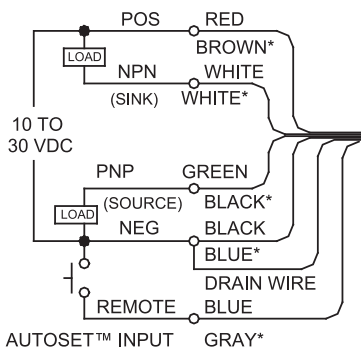 POS RED
LOAD BROWN*
NPN WHITE
(SINK) WHITE*
10 TO
30 VDC
PNP GREEN
LOAD (SOURCE) BLACK*
NEG BLACK
BLUE*
DRAIN WIRE
REMOTE BLUE
AUTOSET™ INPUT GRAY*